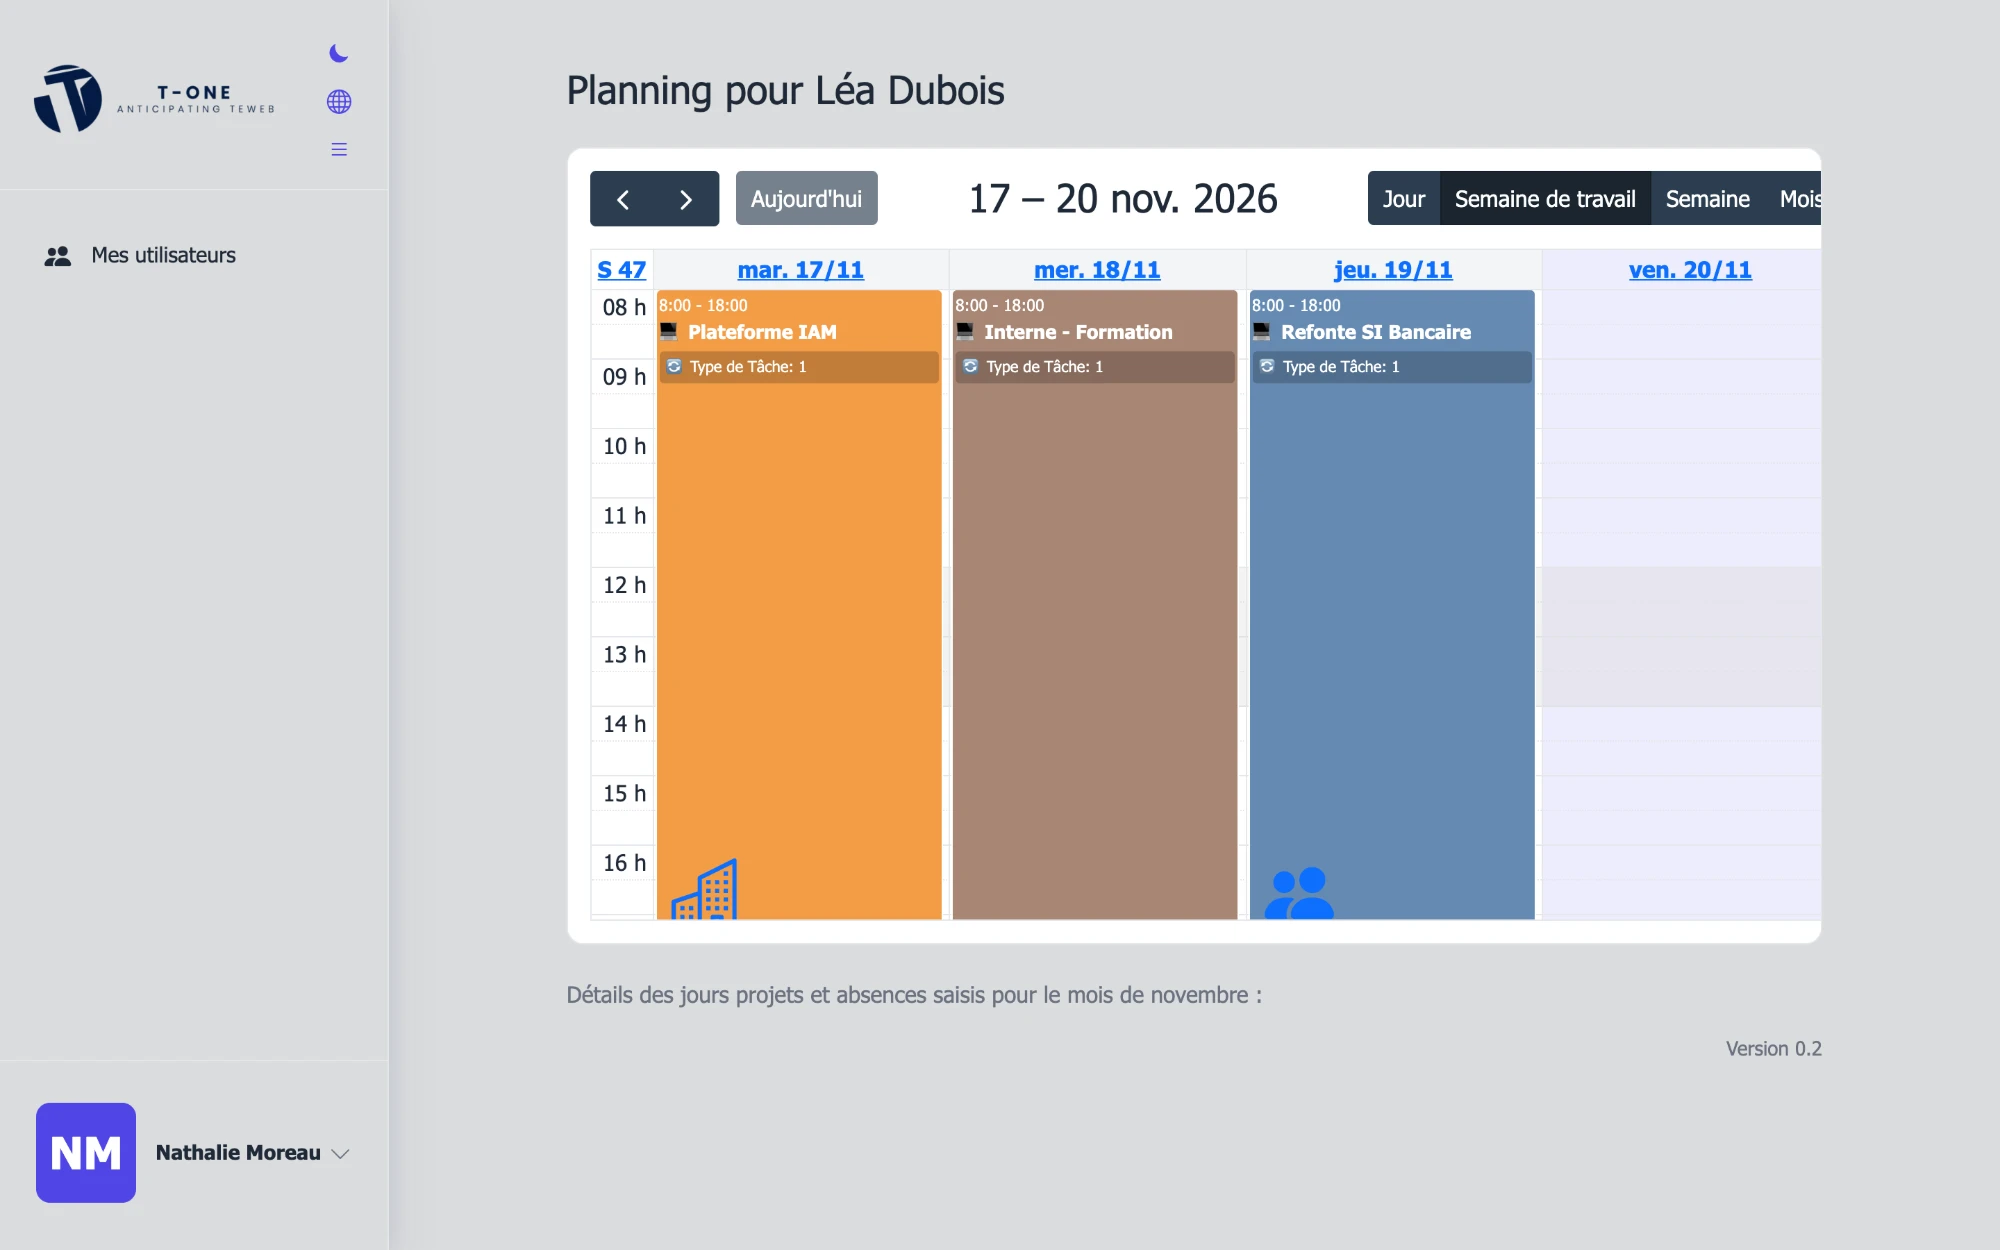 T-ONE
ANTICIPATING TEWEB
Mes utilisateurs
NM
Nathalie Moreau
Planning pour Léa Dubois
Aujourd'hui
17 – 20 nov. 2026
Jour
Semaine de travail
Semaine
Mois
S 47
mar. 17/11
mer. 18/11
jeu. 19/11
ven. 20/11
08 h
09 h
10 h
11 h
12 h
13 h
14 h
15 h
16 h
8:00 - 18:00
Plateforme IAM
Type de Tâche: 1
8:00 - 18:00
Interne - Formation
Type de Tâche: 1
8:00 - 18:00
Refonte SI Bancaire
Type de Tâche: 1
Détails des jours projets et absences saisis pour le mois de novembre :
Version 0.2